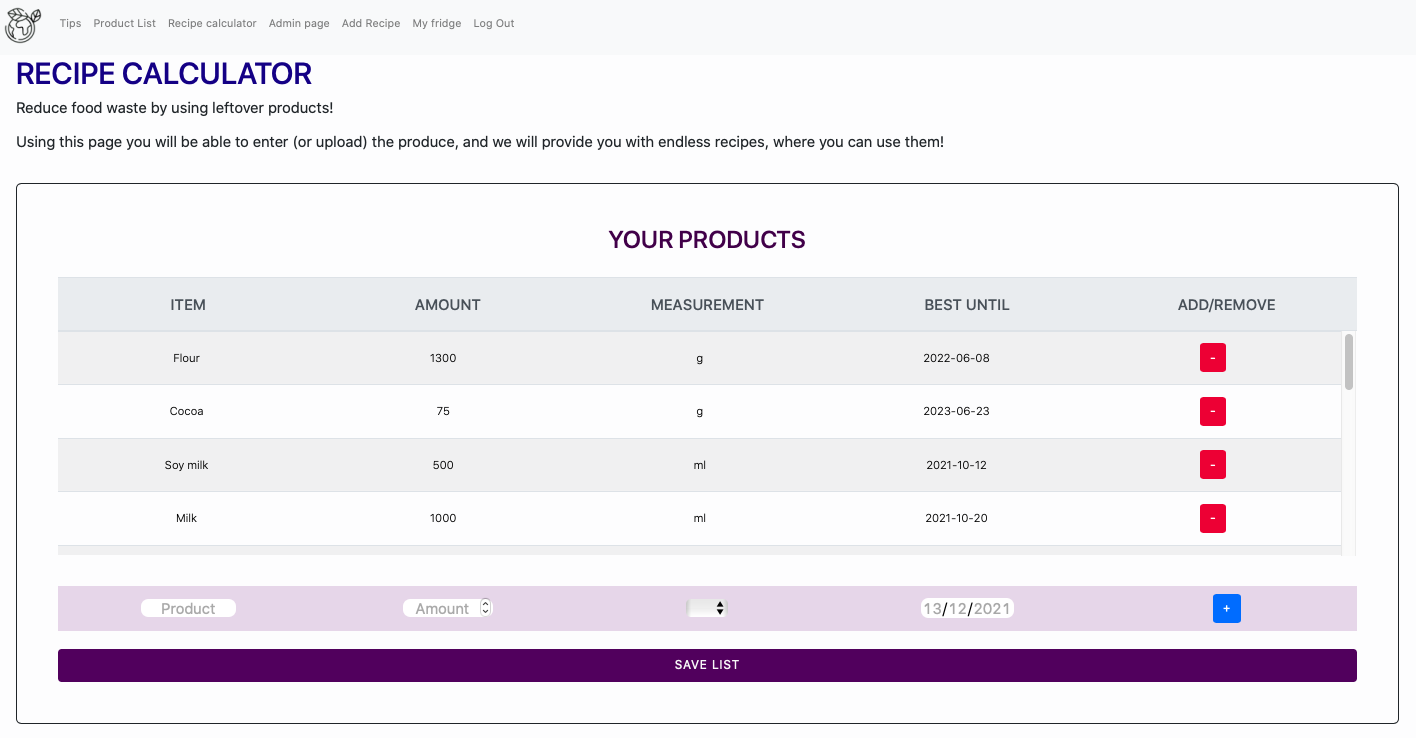 Tips Product List Recipe calculator Admin page Add Recipe My fridge Log Out
RECIPE CALCULATOR
Reduce food waste by using leftover products!
Using this page you will be able to enter (or upload) the produce, and we will provide you with endless recipes, where you can use them!
YOUR PRODUCTS
ITEM AMOUNT MEASUREMENT BEST UNTIL ADD/REMOVE
Flour 1300 g 2022-06-08 -
Cocoa 75 g 2023-06-23 -
Soy milk 500 ml 2021-10-12 -
Milk 1000 ml 2021-10-20 -
Product Amount 13/12/2021 +
SAVE LIST